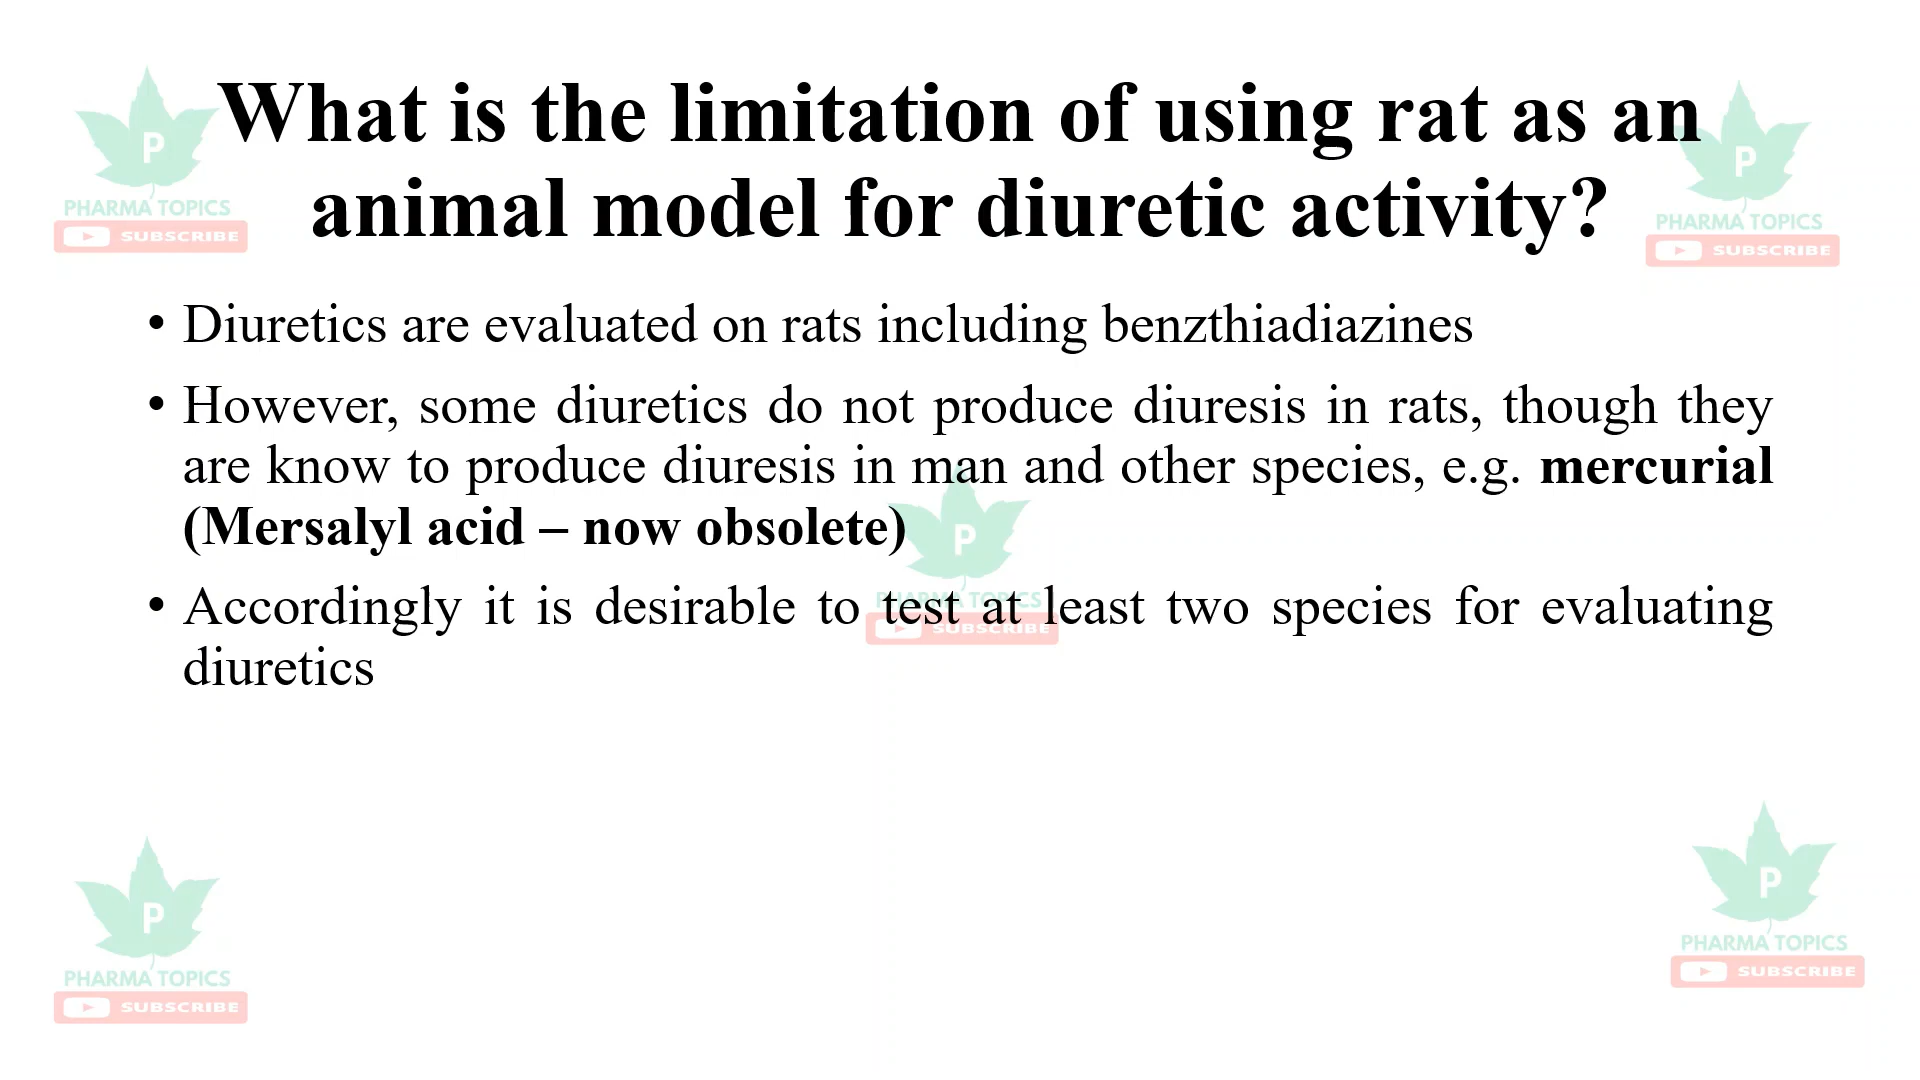 What is the limitation of using rat as an
animal model for diuretic activity?
P
PHARMA TOPICS
SUBSCRIBE
P
PHARMA TOPICS
SUBSCRIBE
• Diuretics are evaluated on rats including benzthiadiazines
• However, some diuretics do not produce diuresis in rats, though they
are know to produce diuresis in man and other species, e.g. mercurial
(Mersalyl acid – now obsolete)
P
PHARMA TOPICS
SUBSCRIBE
• Accordingly it is desirable to test at least two species for evaluating
diuretics
P
PHARMA TOPICS
SUBSCRIBE
P
PHARMA TOPICS
SUBSCRIBE